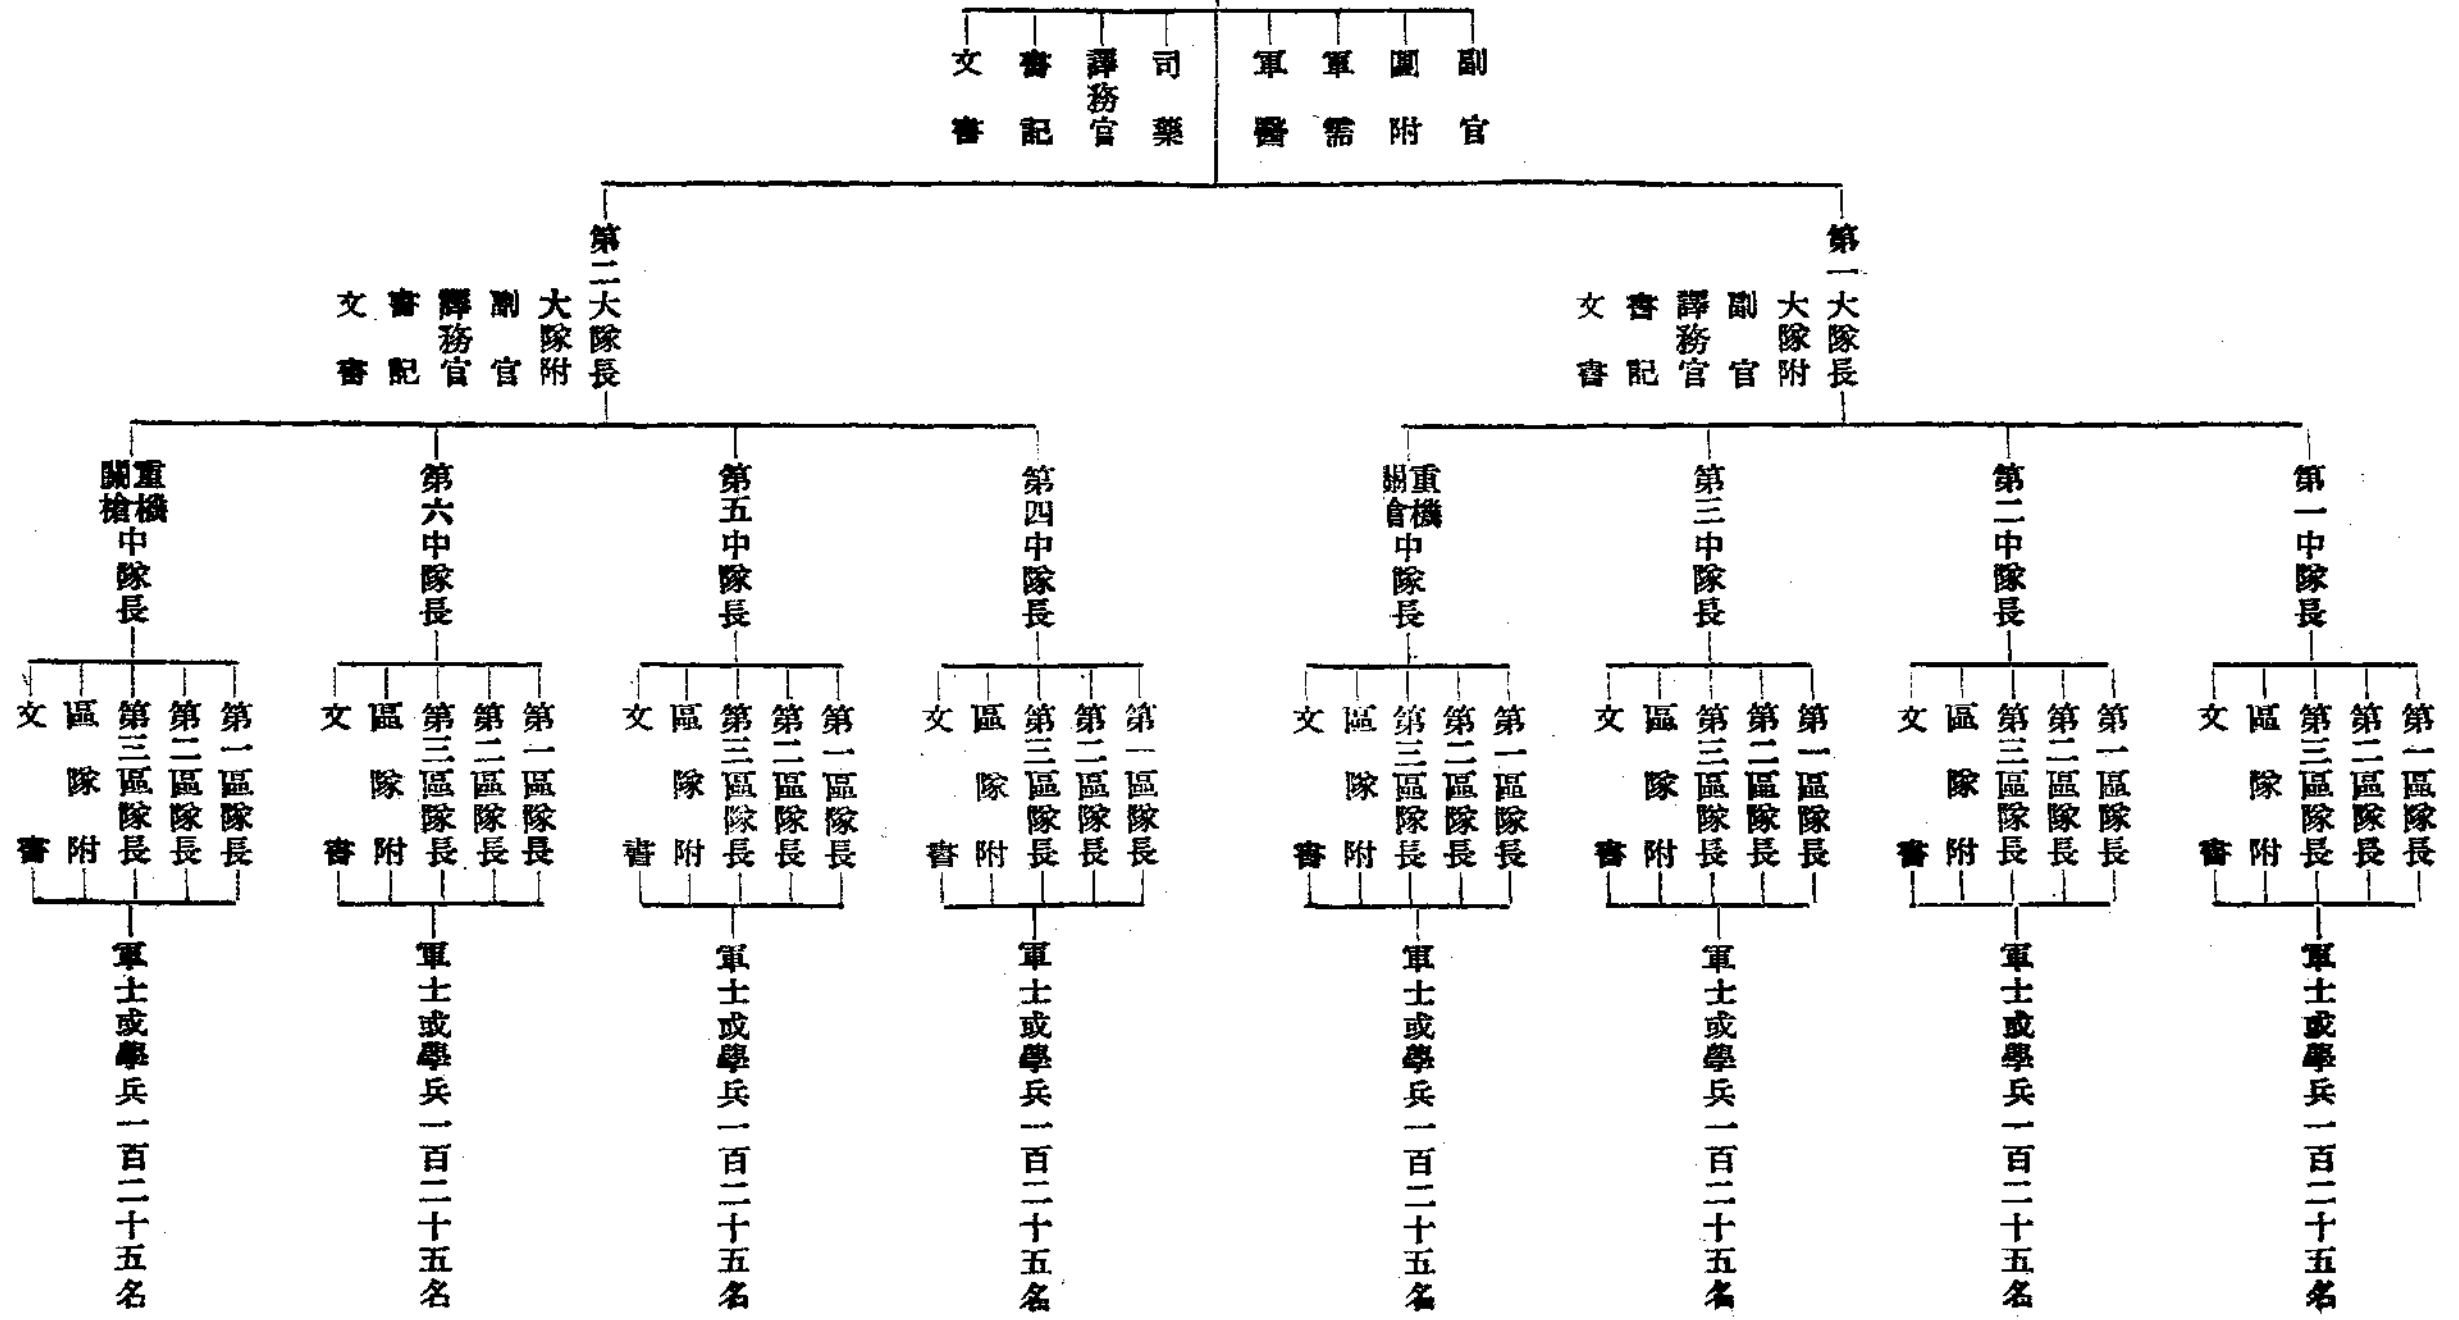 副官
團附
軍需
軍醫
司藥
譯務官
書記
文書
第一大隊長
大隊附
副官
譯務官
書記
文書
第二大隊長
大隊附
副官
譯務官
書記
文書
第一中隊長
第二中隊長
第三中隊長
重機關槍中隊長
第四中隊長
第五中隊長
第六中隊長
重機關槍中隊長
第一區隊長
第二區隊長
第三區隊長
區隊附
文書
第一區隊長
第二區隊長
第三區隊長
區隊附
文書
第一區隊長
第二區隊長
第三區隊長
區隊附
文書
第一區隊長
第二區隊長
第三區隊長
區隊附
文書
第一區隊長
第二區隊長
第三區隊長
區隊附
文書
第一區隊長
第二區隊長
第三區隊長
區隊附
文書
第一區隊長
第二區隊長
第三區隊長
區隊附
文書
第一區隊長
第二區隊長
第三區隊長
區隊附
文書
軍士或學兵一百二十五名
軍士或學兵一百二十五名
軍士或學兵一百二十五名
軍士或學兵一百二十五名
軍士或學兵一百二十五名
軍士或學兵一百二十五名
軍士或學兵一百二十五名
軍士或學兵一百二十五名